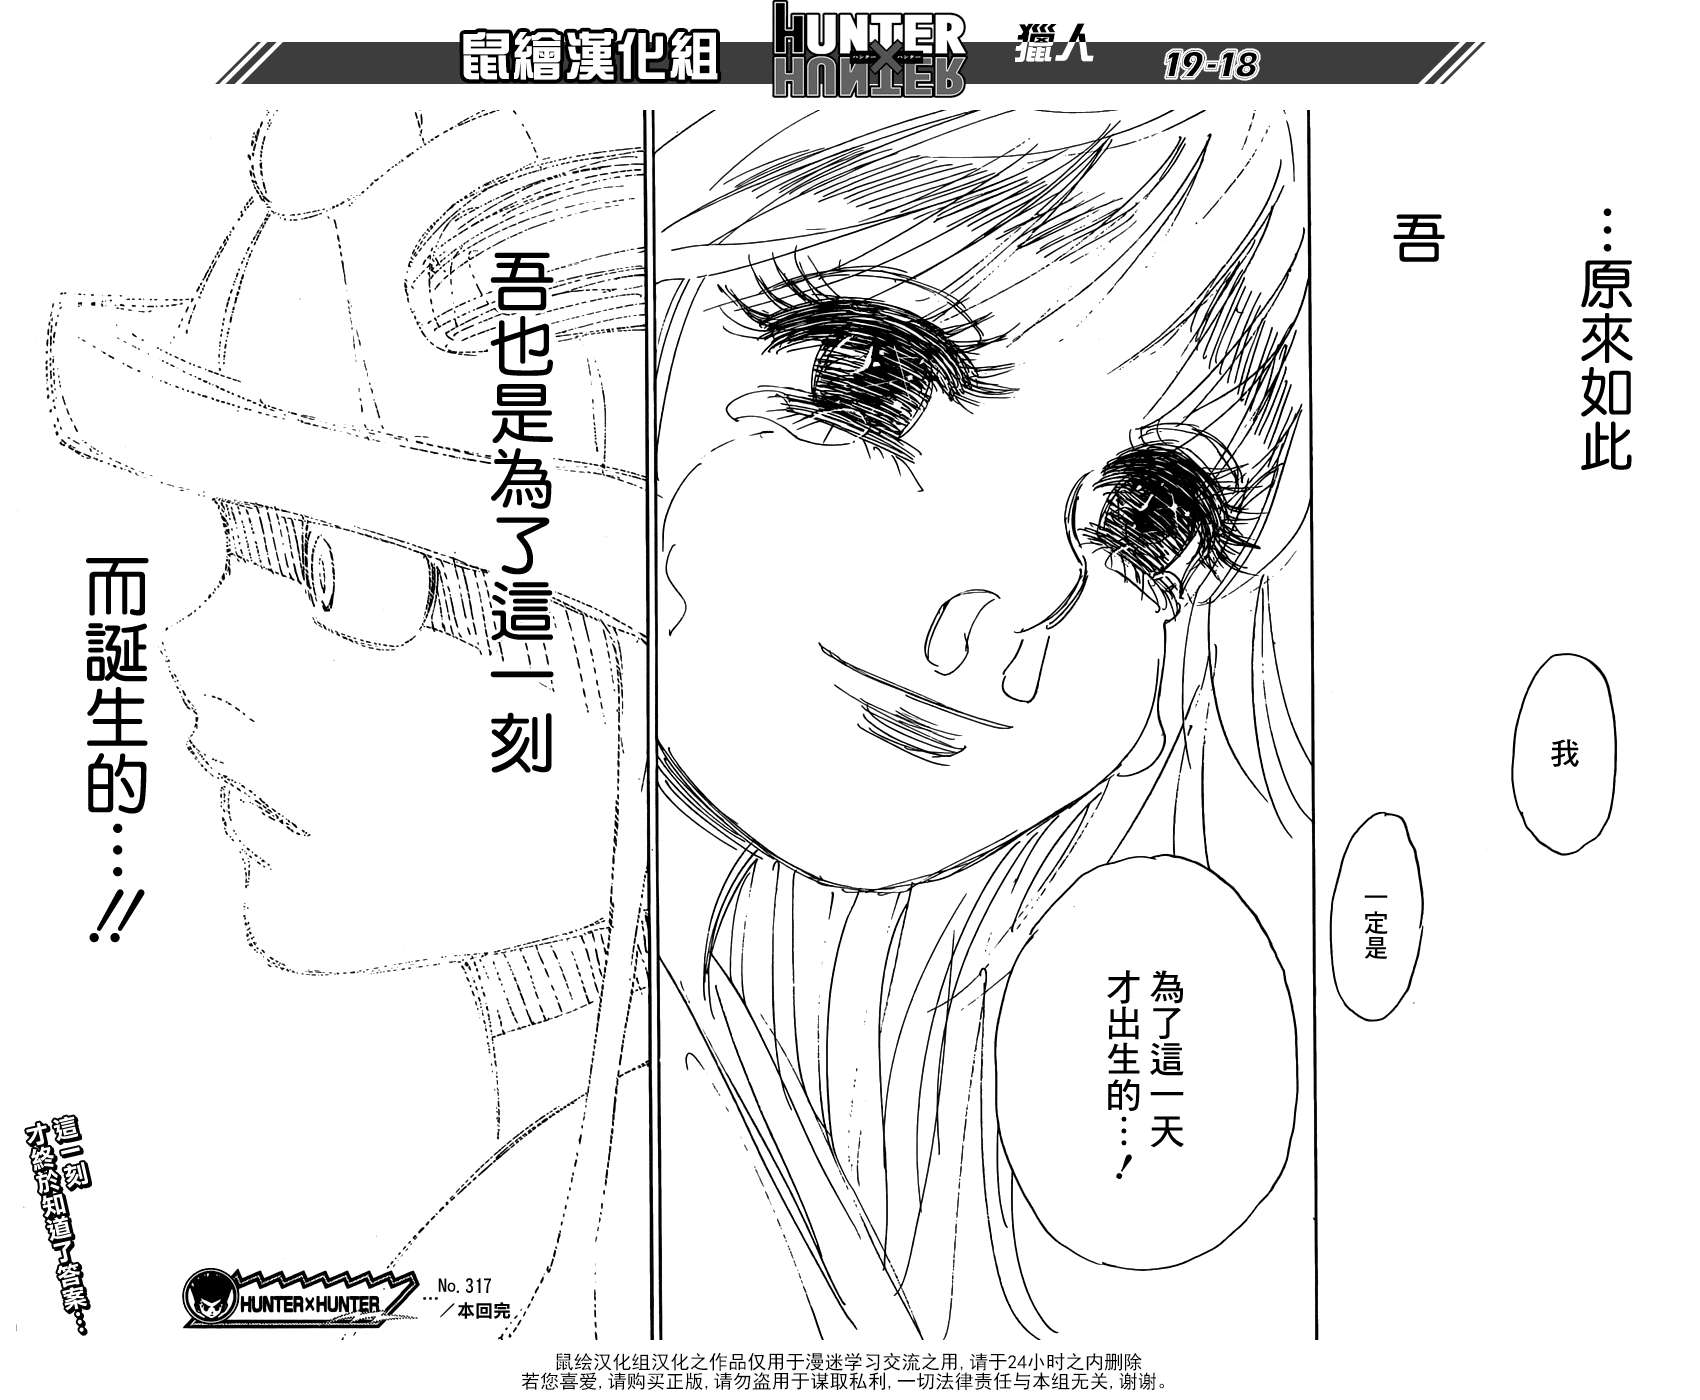 鼠繪漢化組
HUNTER
×
HUNTER
獵人
19-18
…原來如此
吾
我
一定是
為了這一天
才出生的…！
吾也是為了這一刻
而誕生的……!!
這一刻
才終於知道了答案…
HUNTER×HUNTER
No.317
…／本回完
鼠绘汉化组汉化之作品仅用于漫迷学习交流之用,请于24小时之内删除
若您喜爱,请购买正版,请勿盗用于谋取私利,一切法律责任与本组无关,谢谢。